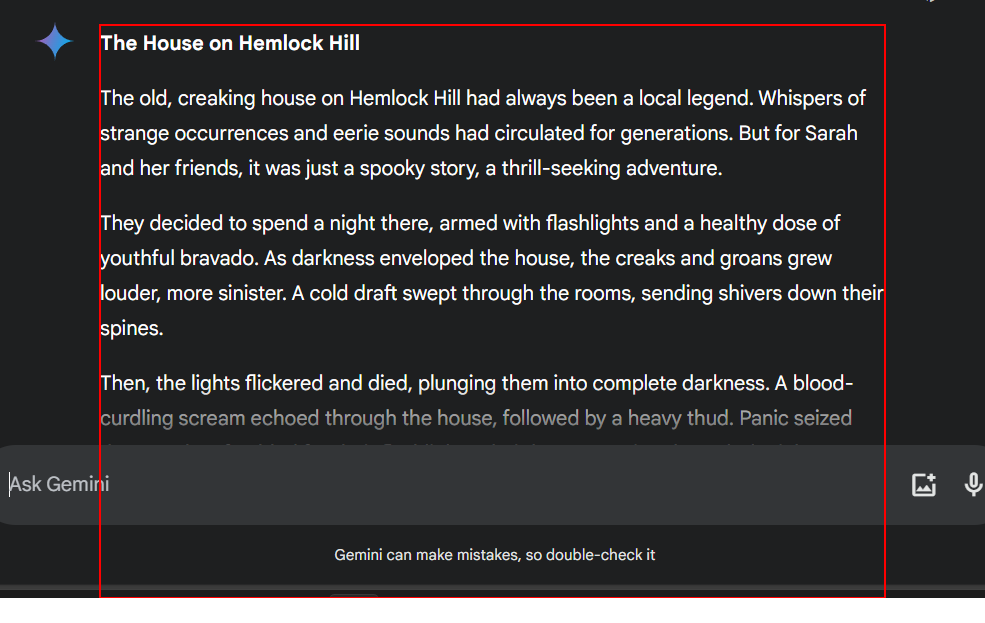 The House on Hemlock Hill
The old, creaking house on Hemlock Hill had always been a local legend. Whispers of
strange occurrences and eerie sounds had circulated for generations. But for Sarah
and her friends, it was just a spooky story, a thrill-seeking adventure.
They decided to spend a night there, armed with flashlights and a healthy dose of
youthful bravado. As darkness enveloped the house, the creaks and groans grew
louder, more sinister. A cold draft swept through the rooms, sending shivers down their
spines.
Then, the lights flickered and died, plunging them into complete darkness. A blood-
curdling scream echoed through the house, followed by a heavy thud. Panic seized
Ask Gemini
Gemini can make mistakes, so double-check it